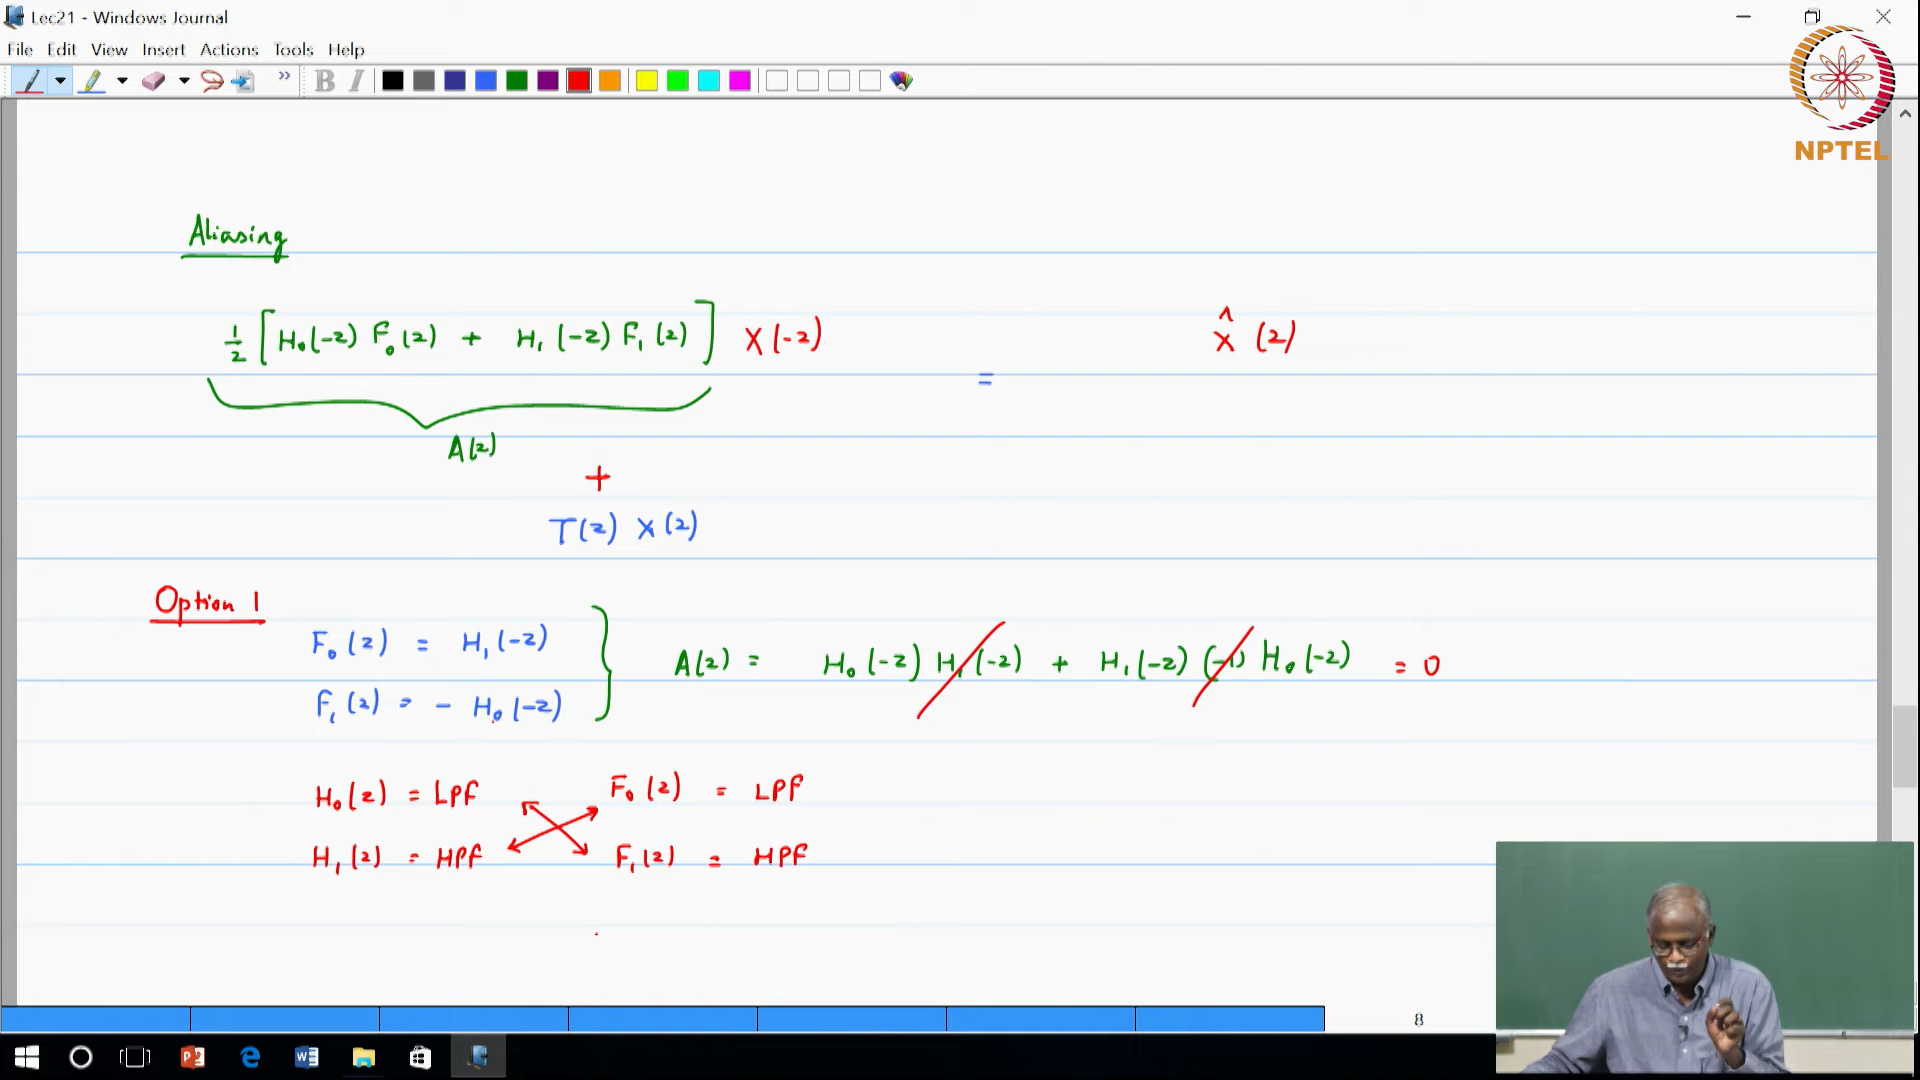 Lec21 - Windows Journal
File Edit View Insert Actions Tools Help
B I
NPTEL
Aliasing
1/2 [H₀(-z) F₀(z) + H₁(-z) F₁(z)] X(-z) = X̂(z)
A(z)
+
T(z) X(z)
Option 1
F₀(z) = H₁(-z)
F₁(z) = - H₀(-z)
A(z) = H₀(-z) H₁(-z) + H₁(-z) (-1) H₀(-z) = 0
H₀(z) = LPF F₀(z) = LPF
H₁(z) = HPF F₁(z) = HPF
8